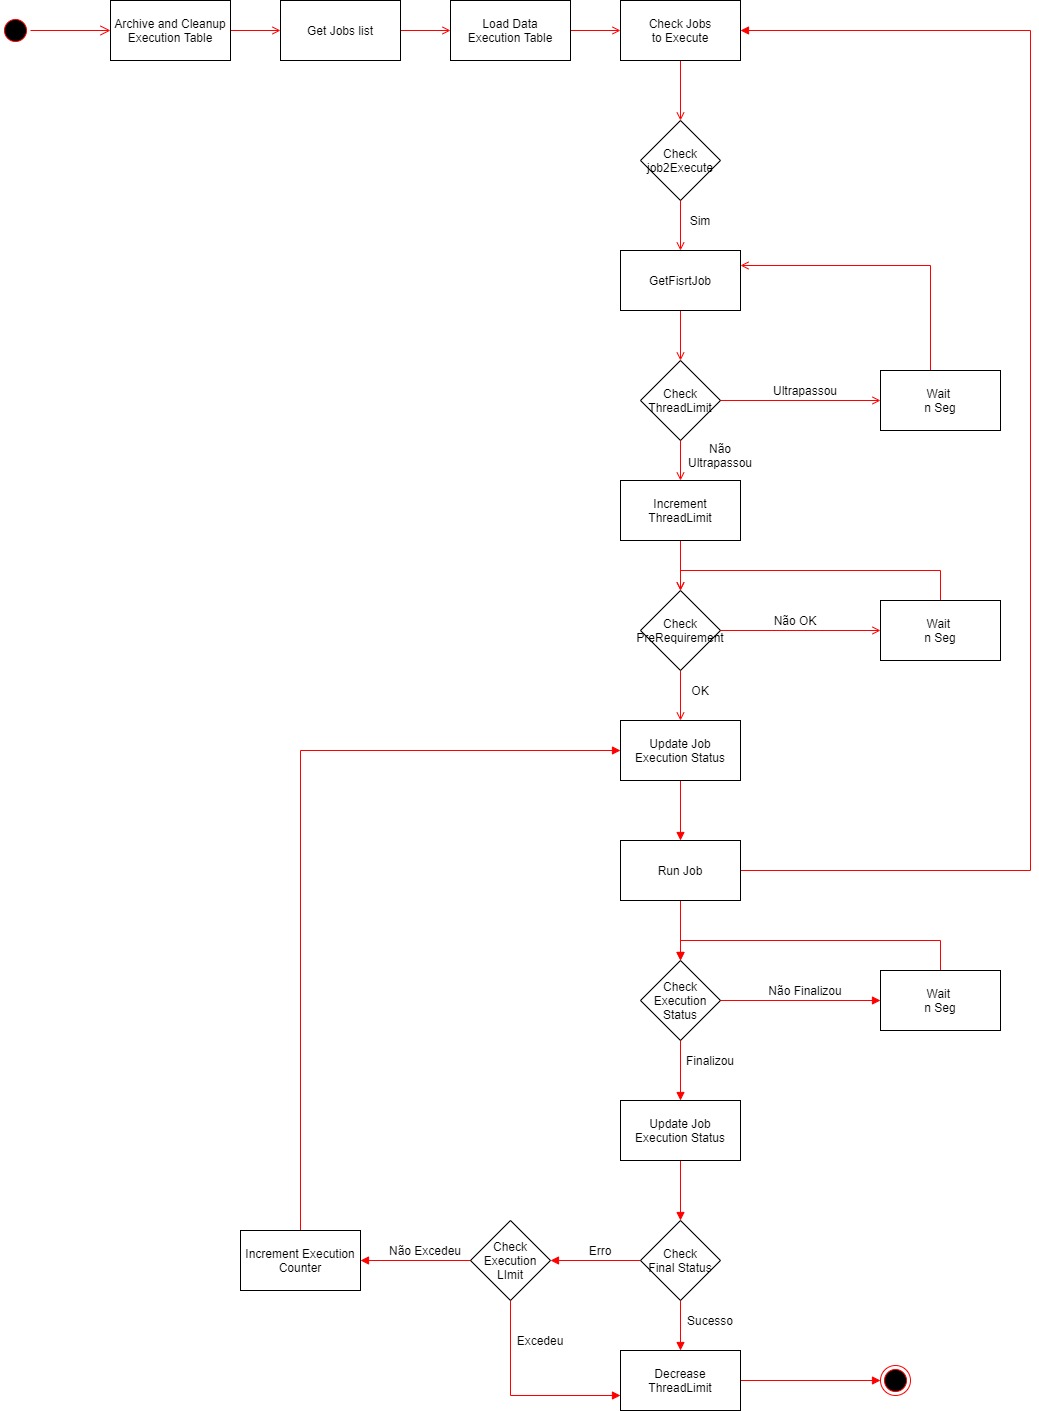 Archive and Cleanup
Execution Table
Get Jobs list
Load Data
Execution Table
Check Jobs
to Execute
Check
job2Execute
Sim
GetFisrtJob
Check
ThreadLimit
Ultrapassou
Wait
n Seg
Não
Ultrapassou
Increment
ThreadLimit
Check
PreRequirement
Não OK
Wait
n Seg
OK
Update Job
Execution Status
Run Job
Check
Execution
Status
Não Finalizou
Wait
n Seg
Finalizou
Update Job
Execution Status
Increment Execution
Counter
Não Excedeu
Check
Execution
LImit
Erro
Check
Final Status
Excedeu
Sucesso
Decrease
ThreadLimit